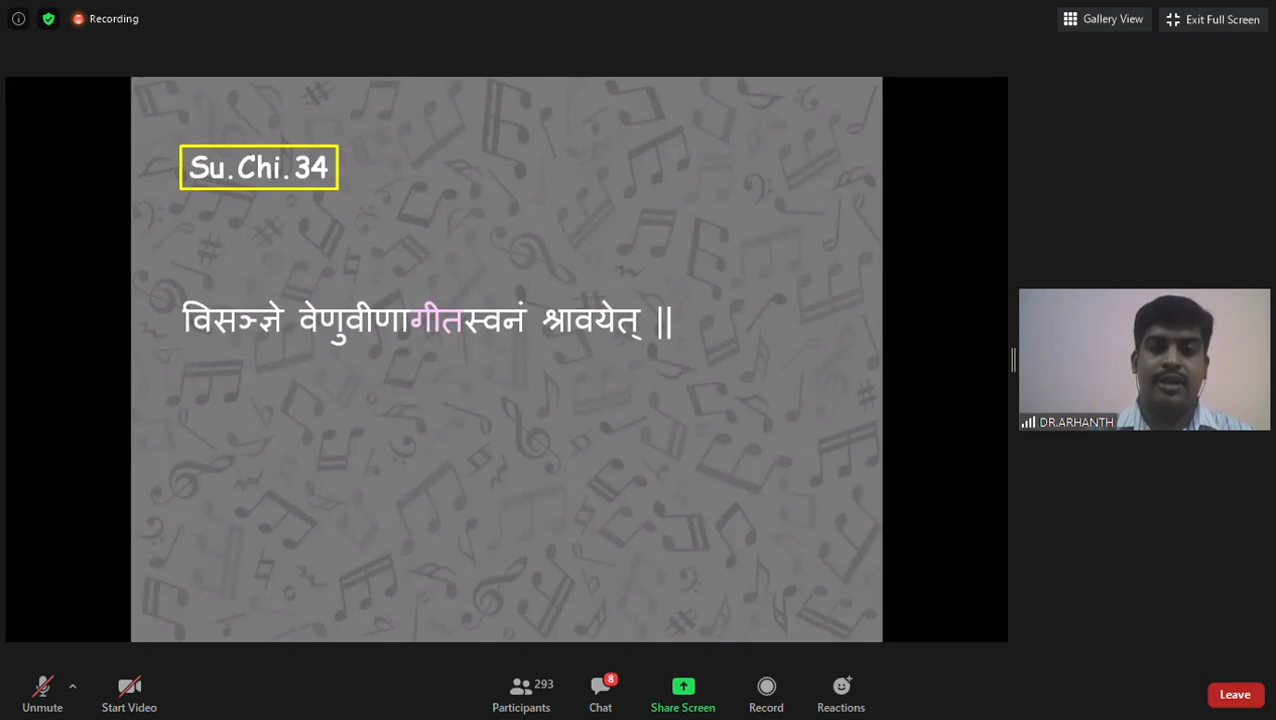 Recording
Gallery View
Exit Full Screen
Su.Chi.34
विसञ्ज्ञे वेणुवीणागीतस्वनं श्रावयेत् ||
DR.ARHANTH
293
8
Unmute
Start Video
Participants
Chat
Share Screen
Record
Reactions
Leave